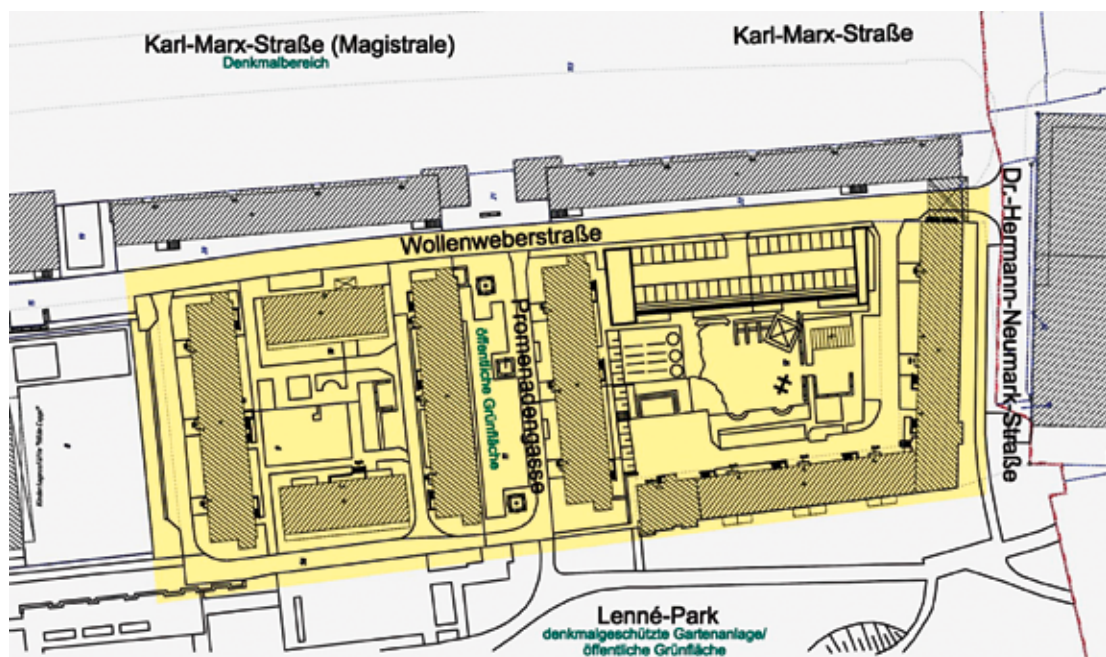 Karl-Marx-Straße (Magistrale)
Denkmalbereich
Karl-Marx-Straße
Wollenweberstraße
Dr.-Hermann-Neumark-Straße
Promenadengasse
öffentliche Grünfläche
Lenné-Park
denkmalgeschützte Gartenanlage/
öffentliche Grünfläche